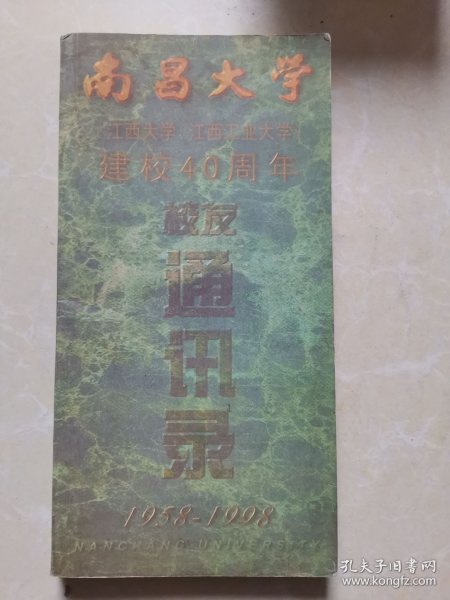 南昌大学
江西大学 江西工业大学
建校40周年
校友
通讯录
1958-1998
NANCHANG UNIVERSITY
孔夫子旧书网
www.kongfz.com